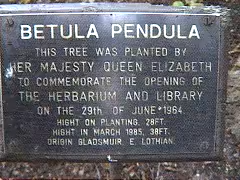 BETULA PENDULA
THIS TREE WAS PLANTED BY
HER MAJESTY QUEEN ELIZABETH
TO COMMEMORATE THE OPENING OF
THE HERBARIUM AND LIBRARY
ON THE 29th OF JUNE 1964
HIGHT ON PLANTING, 28FT.
HIGHT IN MARCH 1985, 38FT.
ORIGIN GLADSMUIR, E. LOTHIAN.